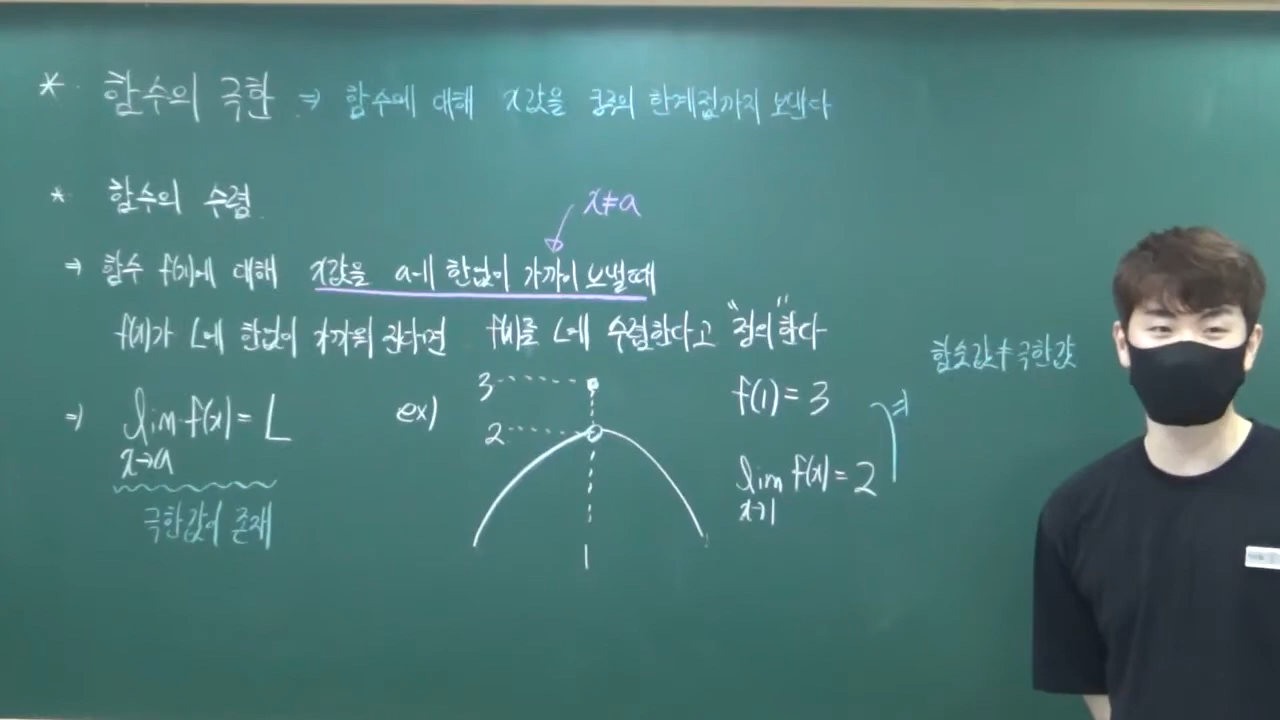 * 함수의 극한 ⇒ 함수에 대해 x값을 한계점까지 보낸다
* 함수의 수렴
x≠a
⇒ 함수 f(x)에 대해 x값을 a에 한없이 가까이 보낼때
f(x)가 L에 한없이 가까워 진다면 f(x)를 L에 수렴한다고 "정의"한다
함숫값≠극한값
⇒ lim f(x)=L
x→a
극한값이 존재
ex)
3
2
1
f(1)=3
⇒
lim f(x)=2
x→1